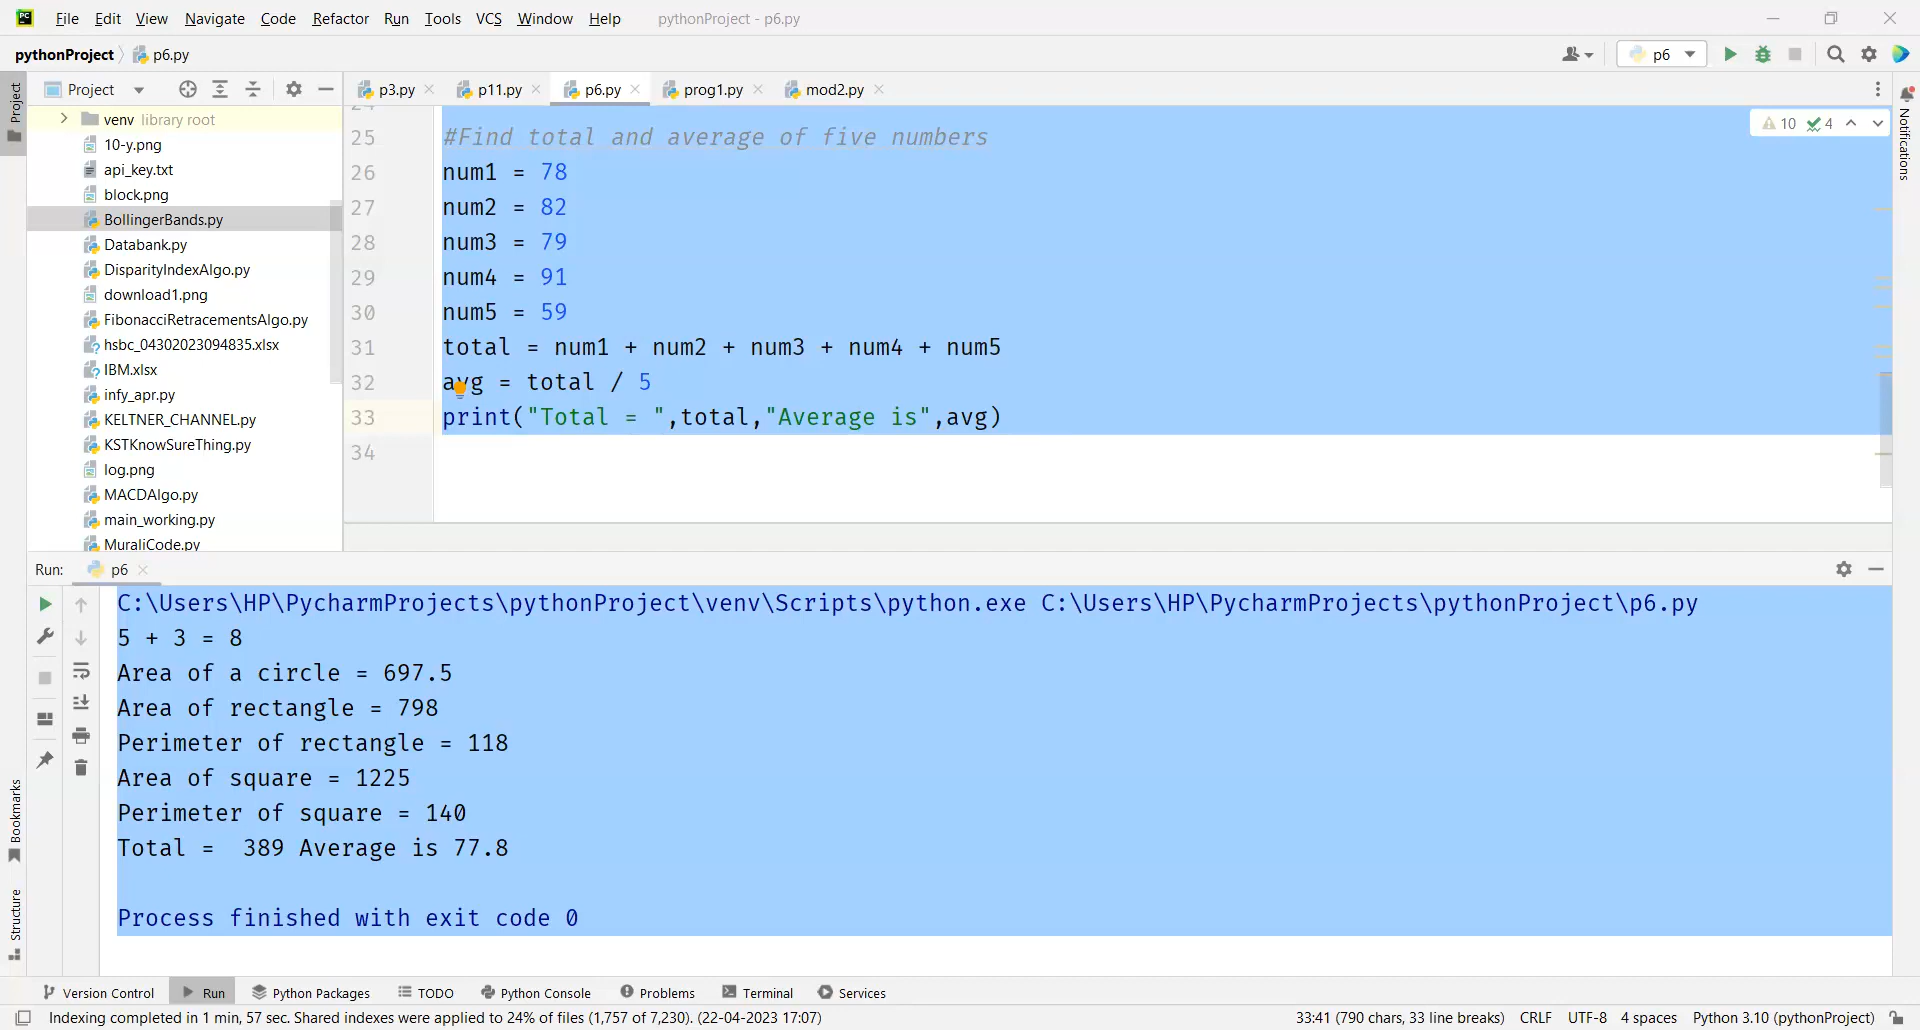 File Edit View Navigate Code Refactor Run Tools VCS Window Help pythonProject - p6.py
pythonProject p6.py
p6
Project
Project
p3.py
p11.py
p6.py
prog1.py
mod2.py
Notifications
venv library root
10-y.png
api_key.txt
block.png
BollingerBands.py
Databank.py
DisparityIndexAlgo.py
download1.png
FibonacciRetracementsAlgo.py
hsbc_04302023094835.xlsx
IBM.xlsx
infy_apr.py
KELTNER_CHANNEL.py
KSTKnowSureThing.py
log.png
MACDAlgo.py
main_working.py
MuraliCode.py
10 4
24
25 #Find total and average of five numbers
26 num1 = 78
27 num2 = 82
28 num3 = 79
29 num4 = 91
30 num5 = 59
31 total = num1 + num2 + num3 + num4 + num5
32 avg = total / 5
33 print("Total = ",total,"Average is",avg)
34
Run: p6
C:\Users\HP\PycharmProjects\pythonProject\venv\Scripts\python.exe C:\Users\HP\PycharmProjects\pythonProject\p6.py
5 + 3 = 8
Area of a circle = 697.5
Area of rectangle = 798
Perimeter of rectangle = 118
Area of square = 1225
Perimeter of square = 140
Total =  389 Average is 77.8
Process finished with exit code 0
Bookmarks
Structure
Version Control Run Python Packages TODO Python Console Problems Terminal Services
Indexing completed in 1 min, 57 sec. Shared indexes were applied to 24% of files (1,757 of 7,230). (22-04-2023 17:07) 33:41 (790 chars, 33 line breaks) CRLF UTF-8 4 spaces Python 3.10 (pythonProject)